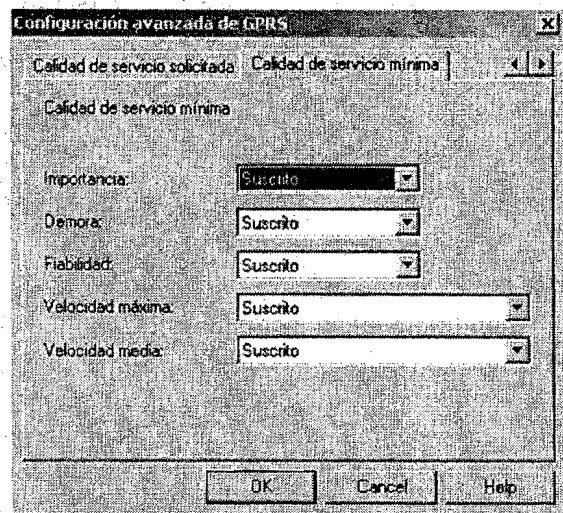 Configuración avanzada de GPRS
Calidad de servicio solicitada Calidad de servicio mínima
Calidad de servicio mínima
Importancia: Suscrito
Demora: Suscrito
Fiabilidad: Suscrito
Velocidad máxima: Suscrito
Velocidad media: Suscrito
OK Cancel Help